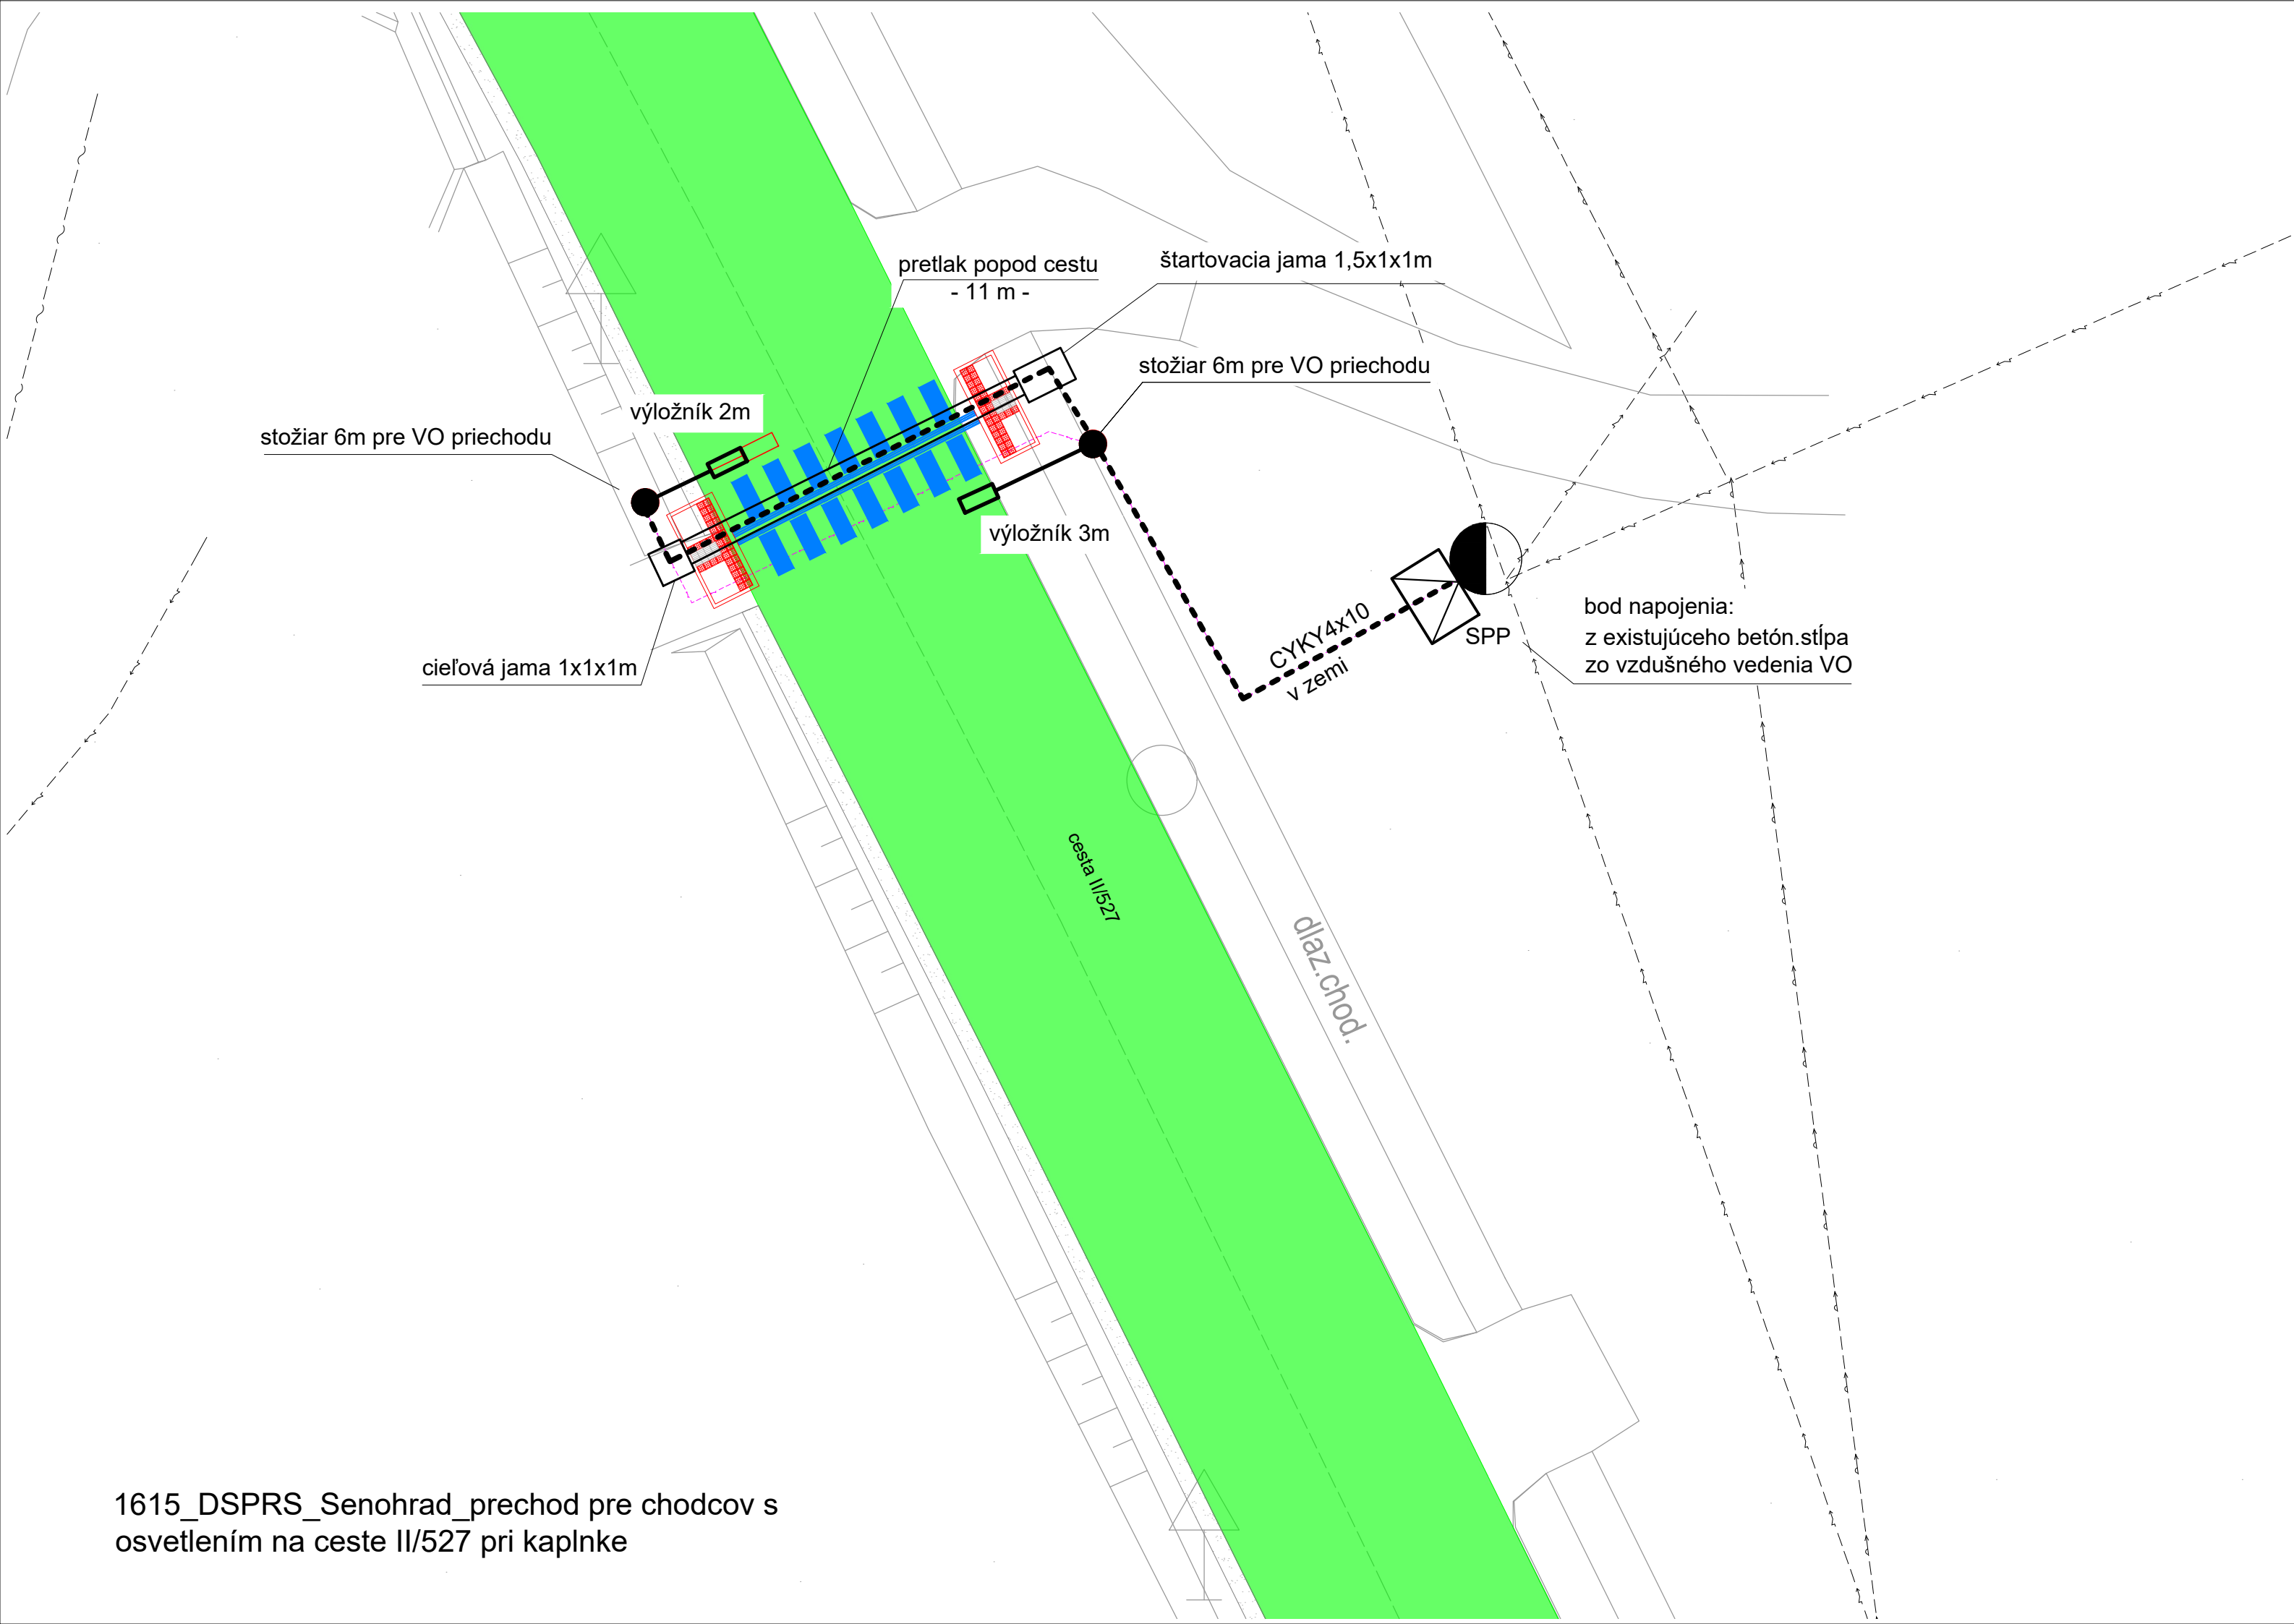 pretlak popod cestu
- 11 m -
štartovacia jama 1,5x1x1m
stožiar 6m pre VO priechodu
výložník 2m
stožiar 6m pre VO priechodu
výložník 3m
cieľová jama 1x1x1m
CYKY4x10
v zemi
SPP
bod napojenia:
z existujúceho betón.stĺpa
zo vzdušného vedenia VO
cesta II/527
dlaz.chod.
1615_DSPRS_Senohrad_prechod pre chodcov s
osvetlením na ceste II/527 pri kaplnke